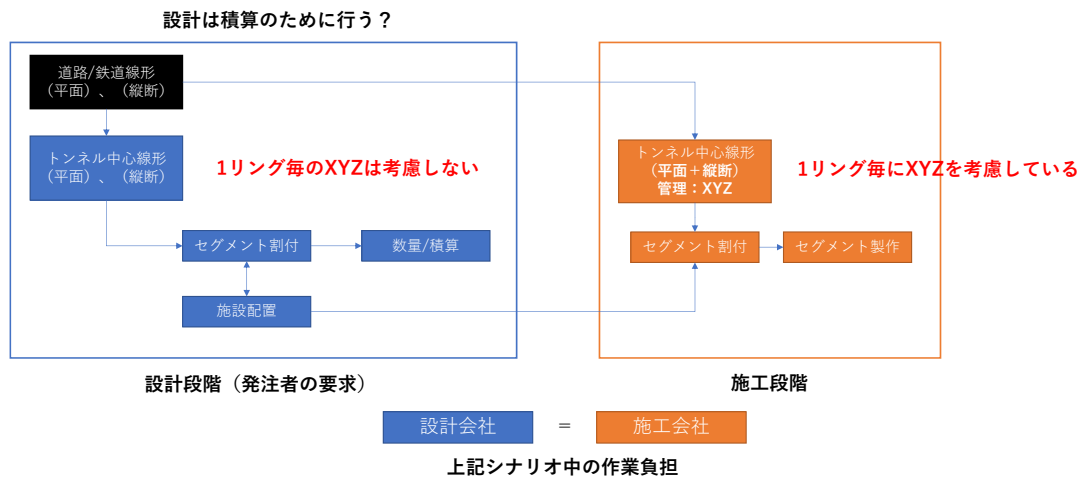 設計は積算のために行う？
道路/鉄道線形
（平面）、（縦断）
トンネル中心線形
（平面）、（縦断）
1リング毎のXYZは考慮しない
セグメント割付
数量/積算
施設配置
設計段階（発注者の要求）
トンネル中心線形
（平面＋縦断）
管理：XYZ
1リング毎にXYZを考慮している
セグメント割付
セグメント製作
施工段階
設計会社
＝
施工会社
上記シナリオ中の作業負担